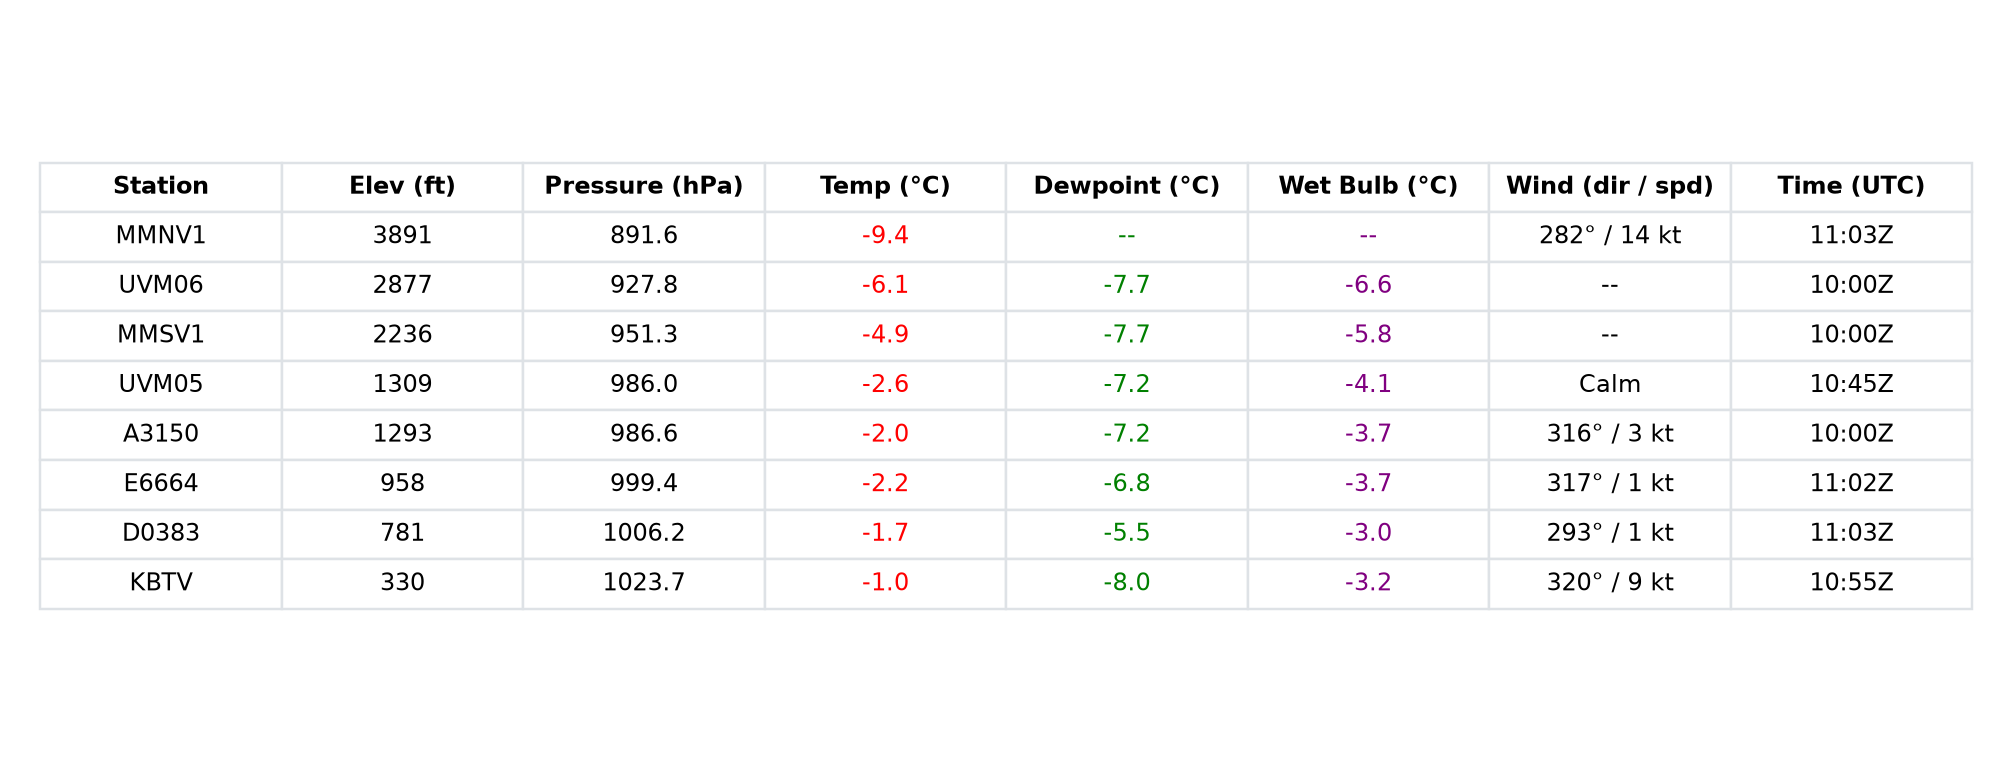 Station Elev (ft) Pressure (hPa) Temp (°C) Dewpoint (°C) Wet Bulb (°C) Wind (dir / spd) Time (UTC)
MMNV1 3891 891.6 -9.4 -- -- 282° / 14 kt 11:03Z
UVM06 2877 927.8 -6.1 -7.7 -6.6 -- 10:00Z
MMSV1 2236 951.3 -4.9 -7.7 -5.8 -- 10:00Z
UVM05 1309 986.0 -2.6 -7.2 -4.1 Calm 10:45Z
A3150 1293 986.6 -2.0 -7.2 -3.7 316° / 3 kt 10:00Z
E6664 958 999.4 -2.2 -6.8 -3.7 317° / 1 kt 11:02Z
D0383 781 1006.2 -1.7 -5.5 -3.0 293° / 1 kt 11:03Z
KBTV 330 1023.7 -1.0 -8.0 -3.2 320° / 9 kt 10:55Z